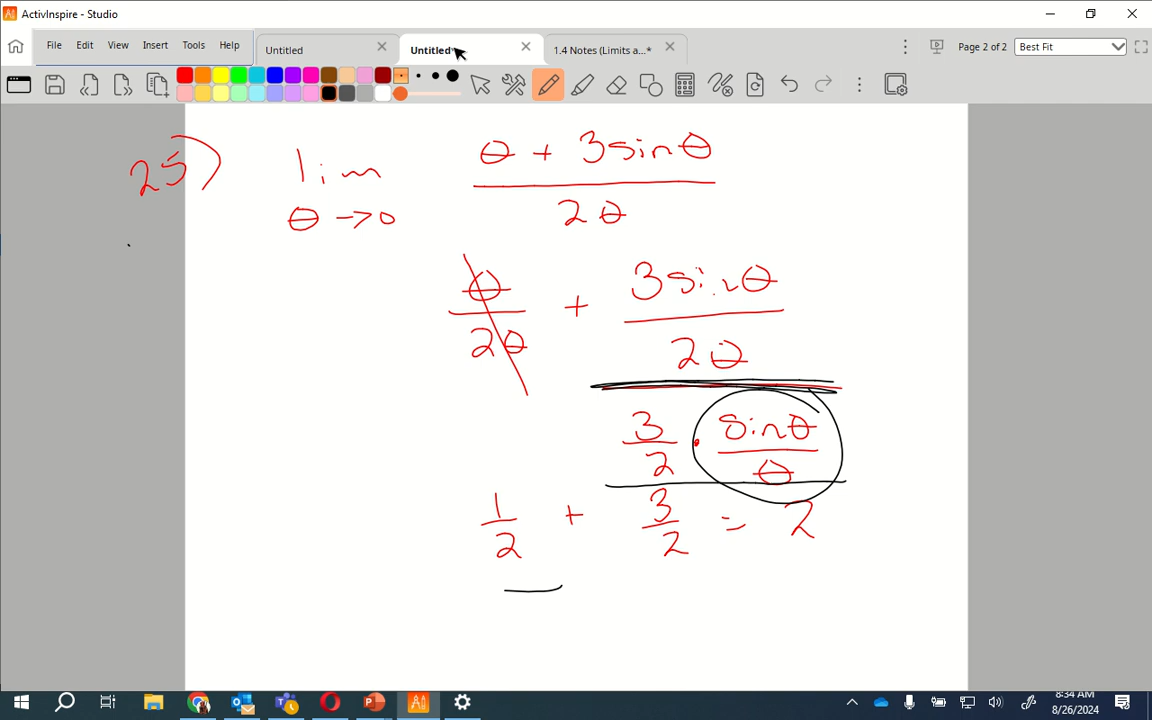 ActivInspire - Studio
File Edit View Insert Tools Help
Untitled
Untitled*
1.4 Notes (Limits a...*
Page 2 of 2
Best Fit
25)
lim θ + 3sinθ
θ → 0 2θ
θ + 3sinθ
2θ 2θ
3 · sinθ
2 θ
1 + 3 = 2
2 2
8:34 AM
8/26/2024